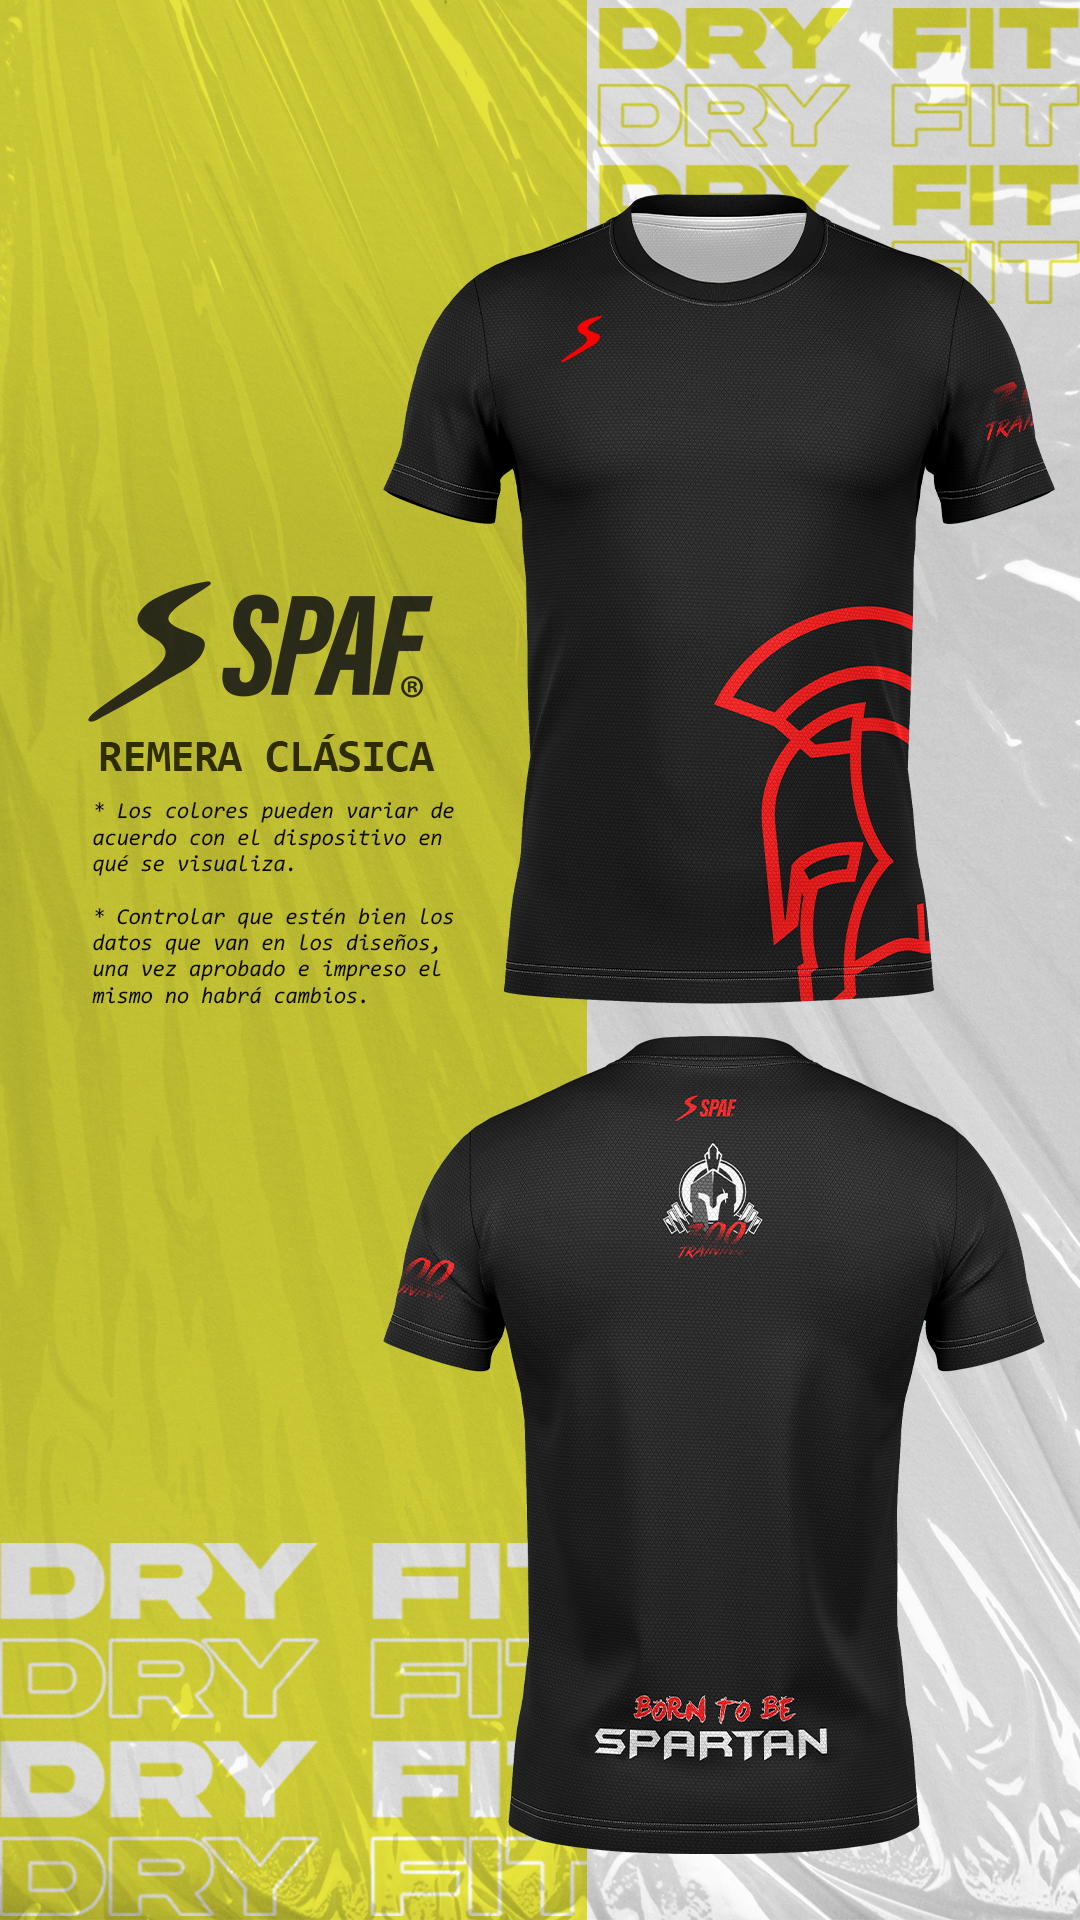 DRY FIT
DRY FIT
DRY FIT
FIT
SPAF®
REMERA CLÁSICA
* Los colores pueden variar de
acuerdo con el dispositivo en
qué se visualiza.
* Controlar que estén bien los
datos que van en los diseños,
una vez aprobado e impreso el
mismo no habrá cambios.
SPAF
300
TRAINING
BORN TO BE
SPARTAN
DRY FIT
DRY FIT
DRY FIT
DRY FIT